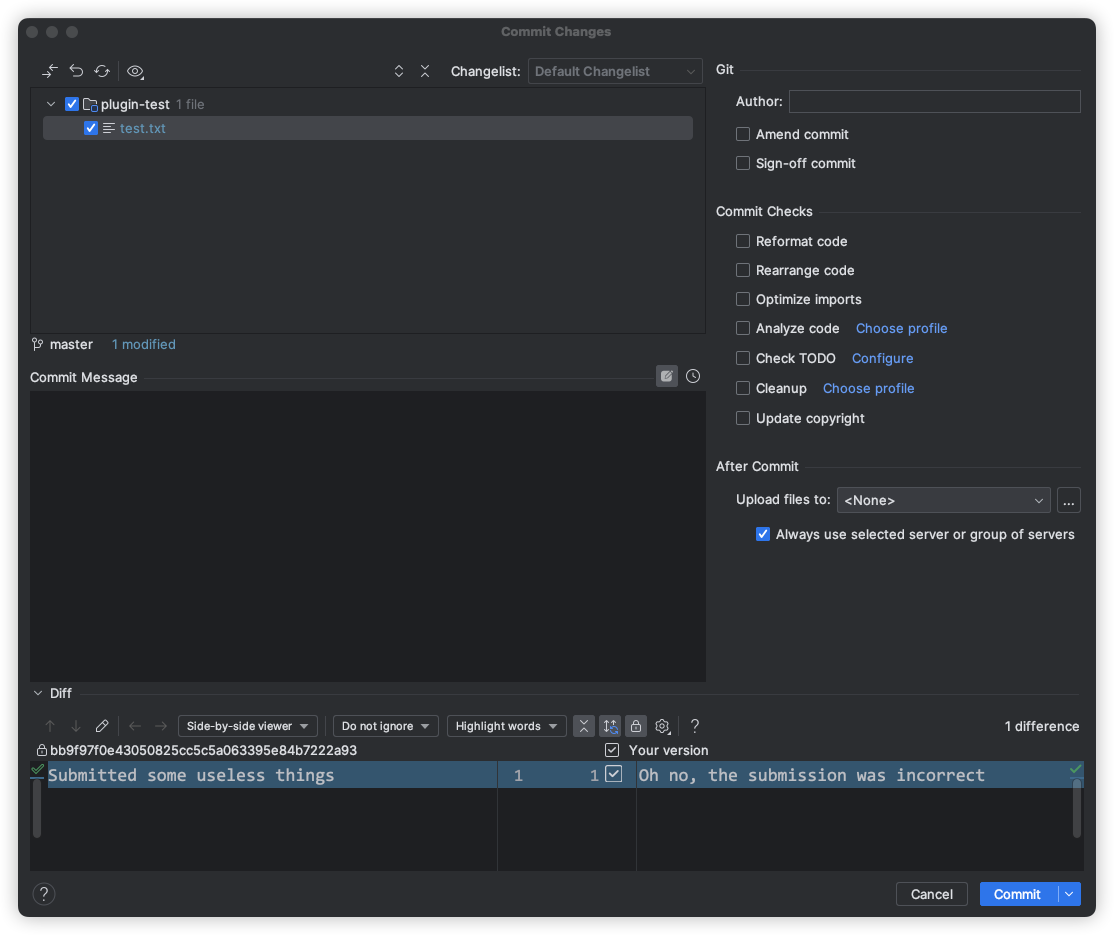 Commit Changes
Changelist: Default Changelist
plugin-test 1 file
test.txt
master 1 modified
Commit Message
Git
Author:
Amend commit
Sign-off commit
Commit Checks
Reformat code
Rearrange code
Optimize imports
Analyze code Choose profile
Check TODO Configure
Cleanup Choose profile
Update copyright
After Commit
Upload files to: <None> ...
Always use selected server or group of servers
Diff
Side-by-side viewer Do not ignore Highlight words ? 1 difference
bb9f97f0e43050825cc5c5a063395e84b7222a93 Your version
Submitted some useless things 1 1 Oh no, the submission was incorrect
? Cancel Commit